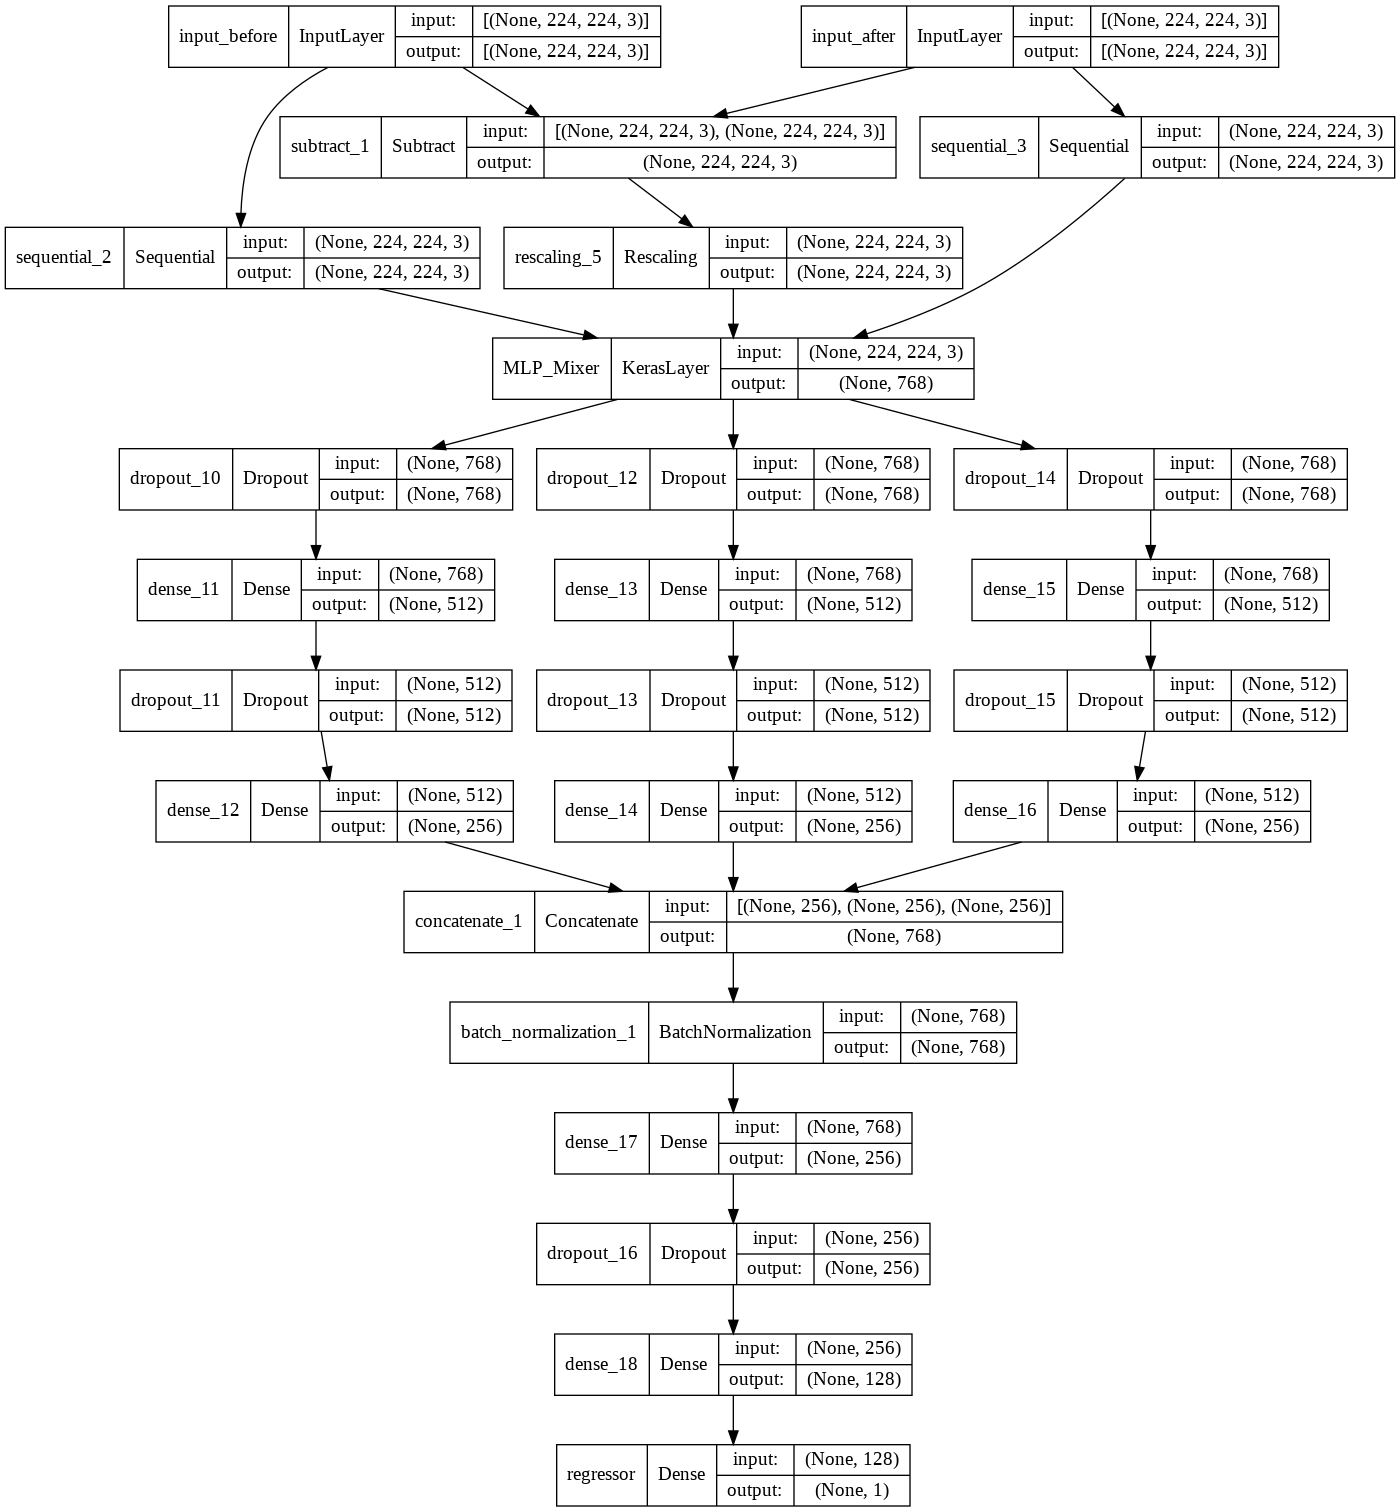 input_before InputLayer input: [(None, 224, 224, 3)]
output: [(None, 224, 224, 3)]
input_after InputLayer input: [(None, 224, 224, 3)]
output: [(None, 224, 224, 3)]
subtract_1 Subtract input: [(None, 224, 224, 3), (None, 224, 224, 3)]
output: (None, 224, 224, 3)
sequential_3 Sequential input: (None, 224, 224, 3)
output: (None, 224, 224, 3)
sequential_2 Sequential input: (None, 224, 224, 3)
output: (None, 224, 224, 3)
rescaling_5 Rescaling input: (None, 224, 224, 3)
output: (None, 224, 224, 3)
MLP_Mixer KerasLayer input: (None, 224, 224, 3)
output: (None, 768)
dropout_10 Dropout input: (None, 768)
output: (None, 768)
dropout_12 Dropout input: (None, 768)
output: (None, 768)
dropout_14 Dropout input: (None, 768)
output: (None, 768)
dense_11 Dense input: (None, 768)
output: (None, 512)
dense_13 Dense input: (None, 768)
output: (None, 512)
dense_15 Dense input: (None, 768)
output: (None, 512)
dropout_11 Dropout input: (None, 512)
output: (None, 512)
dropout_13 Dropout input: (None, 512)
output: (None, 512)
dropout_15 Dropout input: (None, 512)
output: (None, 512)
dense_12 Dense input: (None, 512)
output: (None, 256)
dense_14 Dense input: (None, 512)
output: (None, 256)
dense_16 Dense input: (None, 512)
output: (None, 256)
concatenate_1 Concatenate input: [(None, 256), (None, 256), (None, 256)]
output: (None, 768)
batch_normalization_1 BatchNormalization input: (None, 768)
output: (None, 768)
dense_17 Dense input: (None, 768)
output: (None, 256)
dropout_16 Dropout input: (None, 256)
output: (None, 256)
dense_18 Dense input: (None, 256)
output: (None, 128)
regressor Dense input: (None, 128)
output: (None, 1)